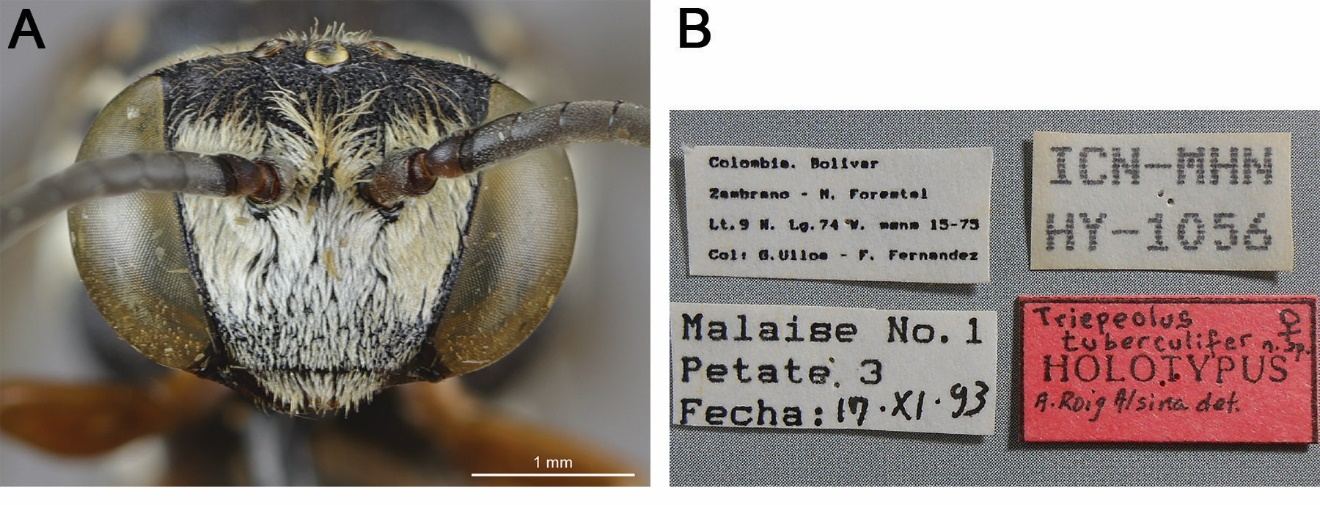 A
1 mm
B
Colombia. Bolivar
Zambrano - H. Forestal
Lt.9 N. Lg.74 W. msnm 15-75
Col: G.Ulloa - F. Fernandez
ICN-MHN
HY-1056
Malaise No.1
Petate 3
Fecha:17.XI.93
Triepeolus ♀
tuberculifer n.sp.
HOLOTYPUS
A.Roig Alsina det.